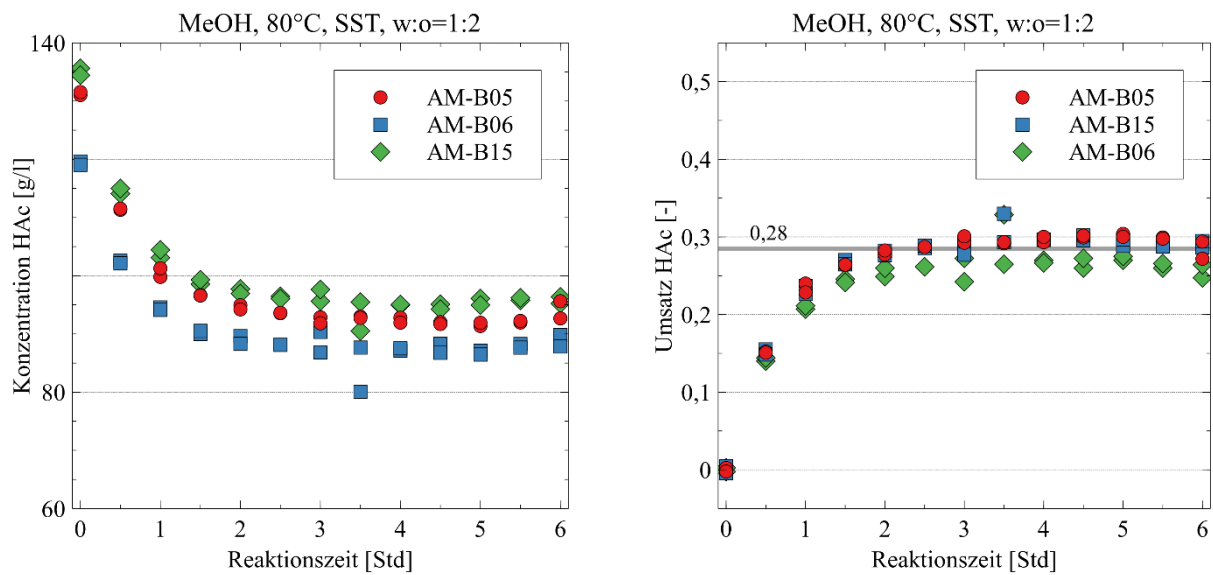 MeOH, 80°C, SST, w:o=1:2
140
80
60
Konzentration HAc [g/l]
AM-B05
AM-B06
AM-B15
0 1 2 3 4 5 6
Reaktionszeit [Std]
MeOH, 80°C, SST, w:o=1:2
0,5
0,4
0,3
0,2
0,1
0
Umsatz HAc [-]
0,28
AM-B05
AM-B15
AM-B06
0 1 2 3 4 5 6
Reaktionszeit [Std]